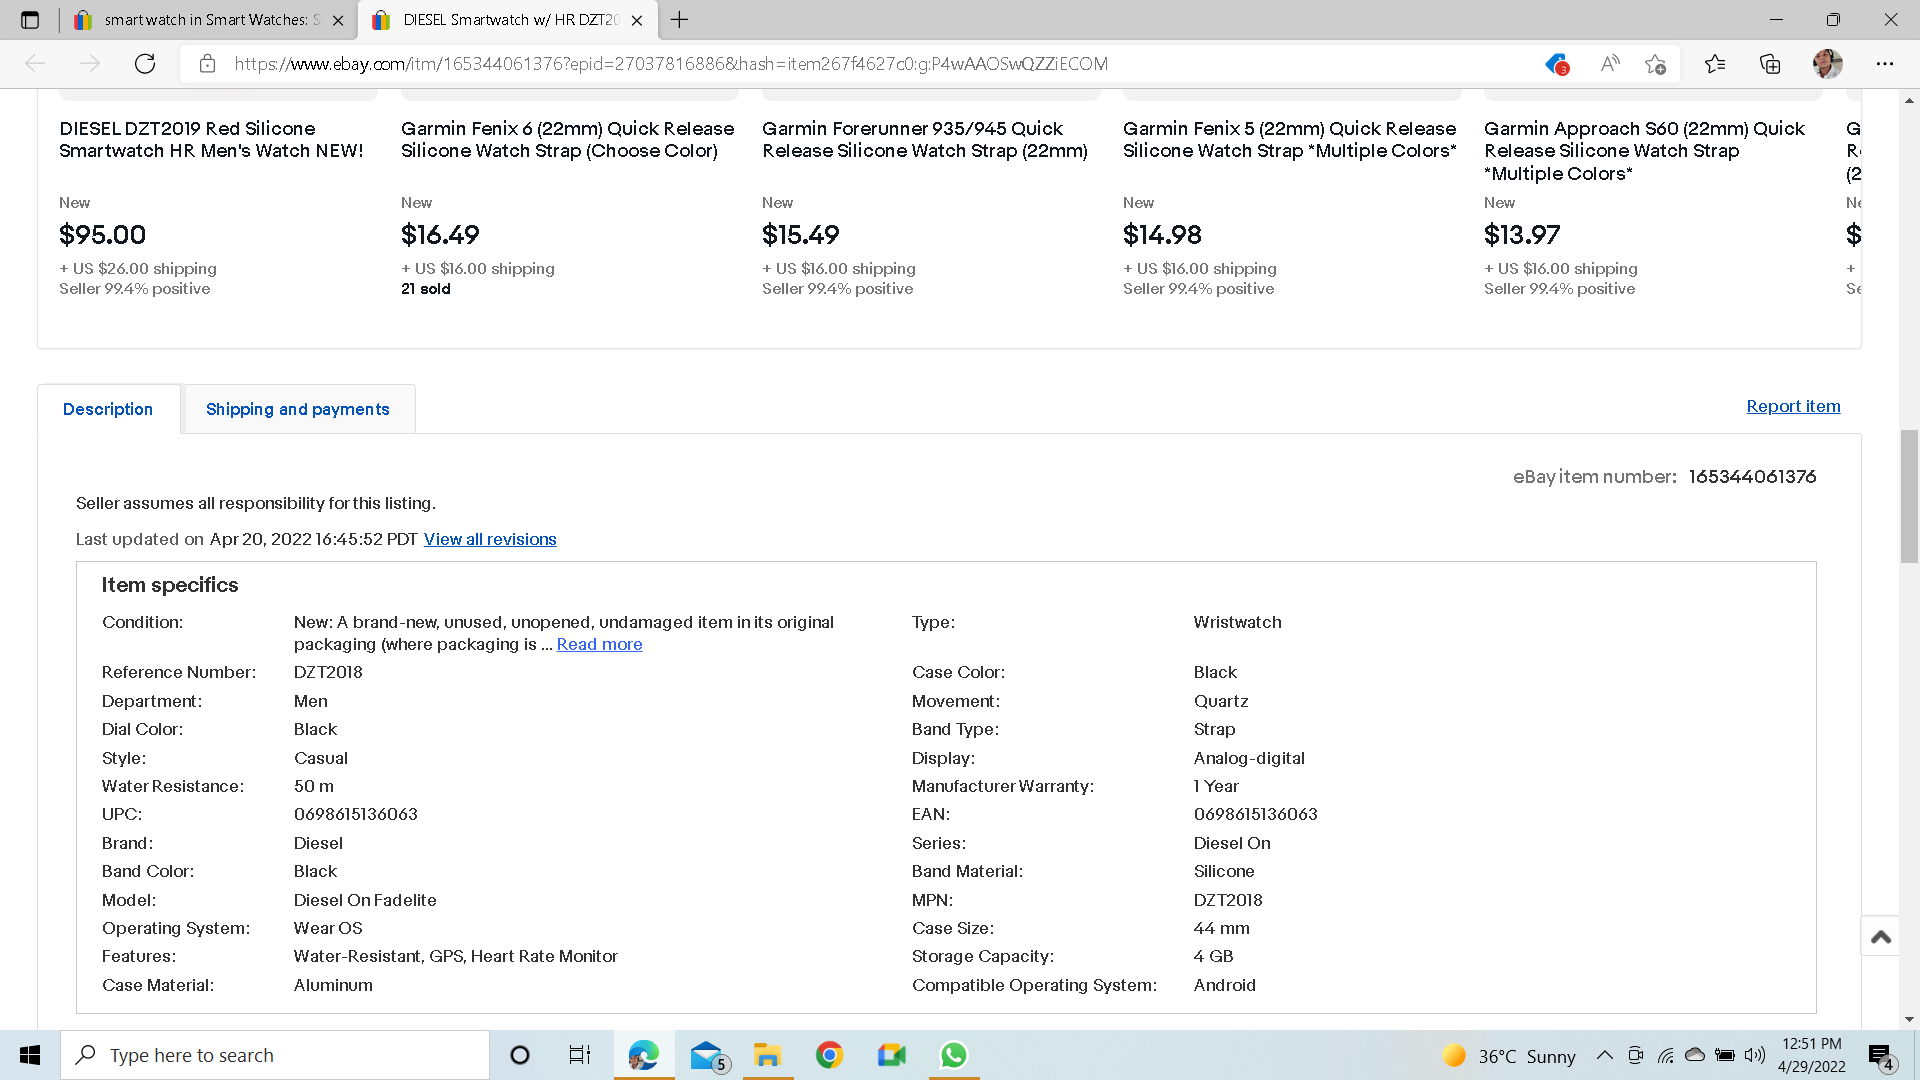 smart watch in Smart Watches: S
DIESEL Smartwatch w/ HR DZT20
https://www.ebay.com/itm/165344061376?epid=27037816886&hash=item267f4627c0:g:P4wAAOSwQZZiECOM
3
DIESEL DZT2019 Red Silicone
Smartwatch HR Men's Watch NEW!
New
$95.00
+ US $26.00 shipping
Seller 99.4% positive
Garmin Fenix 6 (22mm) Quick Release
Silicone Watch Strap (Choose Color)
New
$16.49
+ US $16.00 shipping
21 sold
Garmin Forerunner 935/945 Quick
Release Silicone Watch Strap (22mm)
New
$15.49
+ US $16.00 shipping
Seller 99.4% positive
Garmin Fenix 5 (22mm) Quick Release
Silicone Watch Strap *Multiple Colors*
New
$14.98
+ US $16.00 shipping
Seller 99.4% positive
Garmin Approach S60 (22mm) Quick
Release Silicone Watch Strap
*Multiple Colors*
New
$13.97
+ US $16.00 shipping
Seller 99.4% positive
G
(2
$
+
Description
Shipping and payments
Report item
eBay item number: 165344061376
Seller assumes all responsibility for this listing.
Last updated on Apr 20, 2022 16:45:52 PDT View all revisions
Item specifics
Condition: New: A brand-new, unused, unopened, undamaged item in its original
packaging (where packaging is ... Read more
Type: Wristwatch
Reference Number: DZT2018
Case Color: Black
Department: Men
Movement: Quartz
Dial Color: Black
Band Type: Strap
Style: Casual
Display: Analog-digital
Water Resistance: 50 m
Manufacturer Warranty: 1 Year
UPC: 0698615136063
EAN: 0698615136063
Brand: Diesel
Series: Diesel On
Band Color: Black
Band Material: Silicone
Model: Diesel On Fadelite
MPN: DZT2018
Operating System: Wear OS
Case Size: 44 mm
Features: Water-Resistant, GPS, Heart Rate Monitor
Storage Capacity: 4 GB
Case Material: Aluminum
Compatible Operating System: Android
Type here to search
5
36°C Sunny
12:51 PM
4/29/2022
4